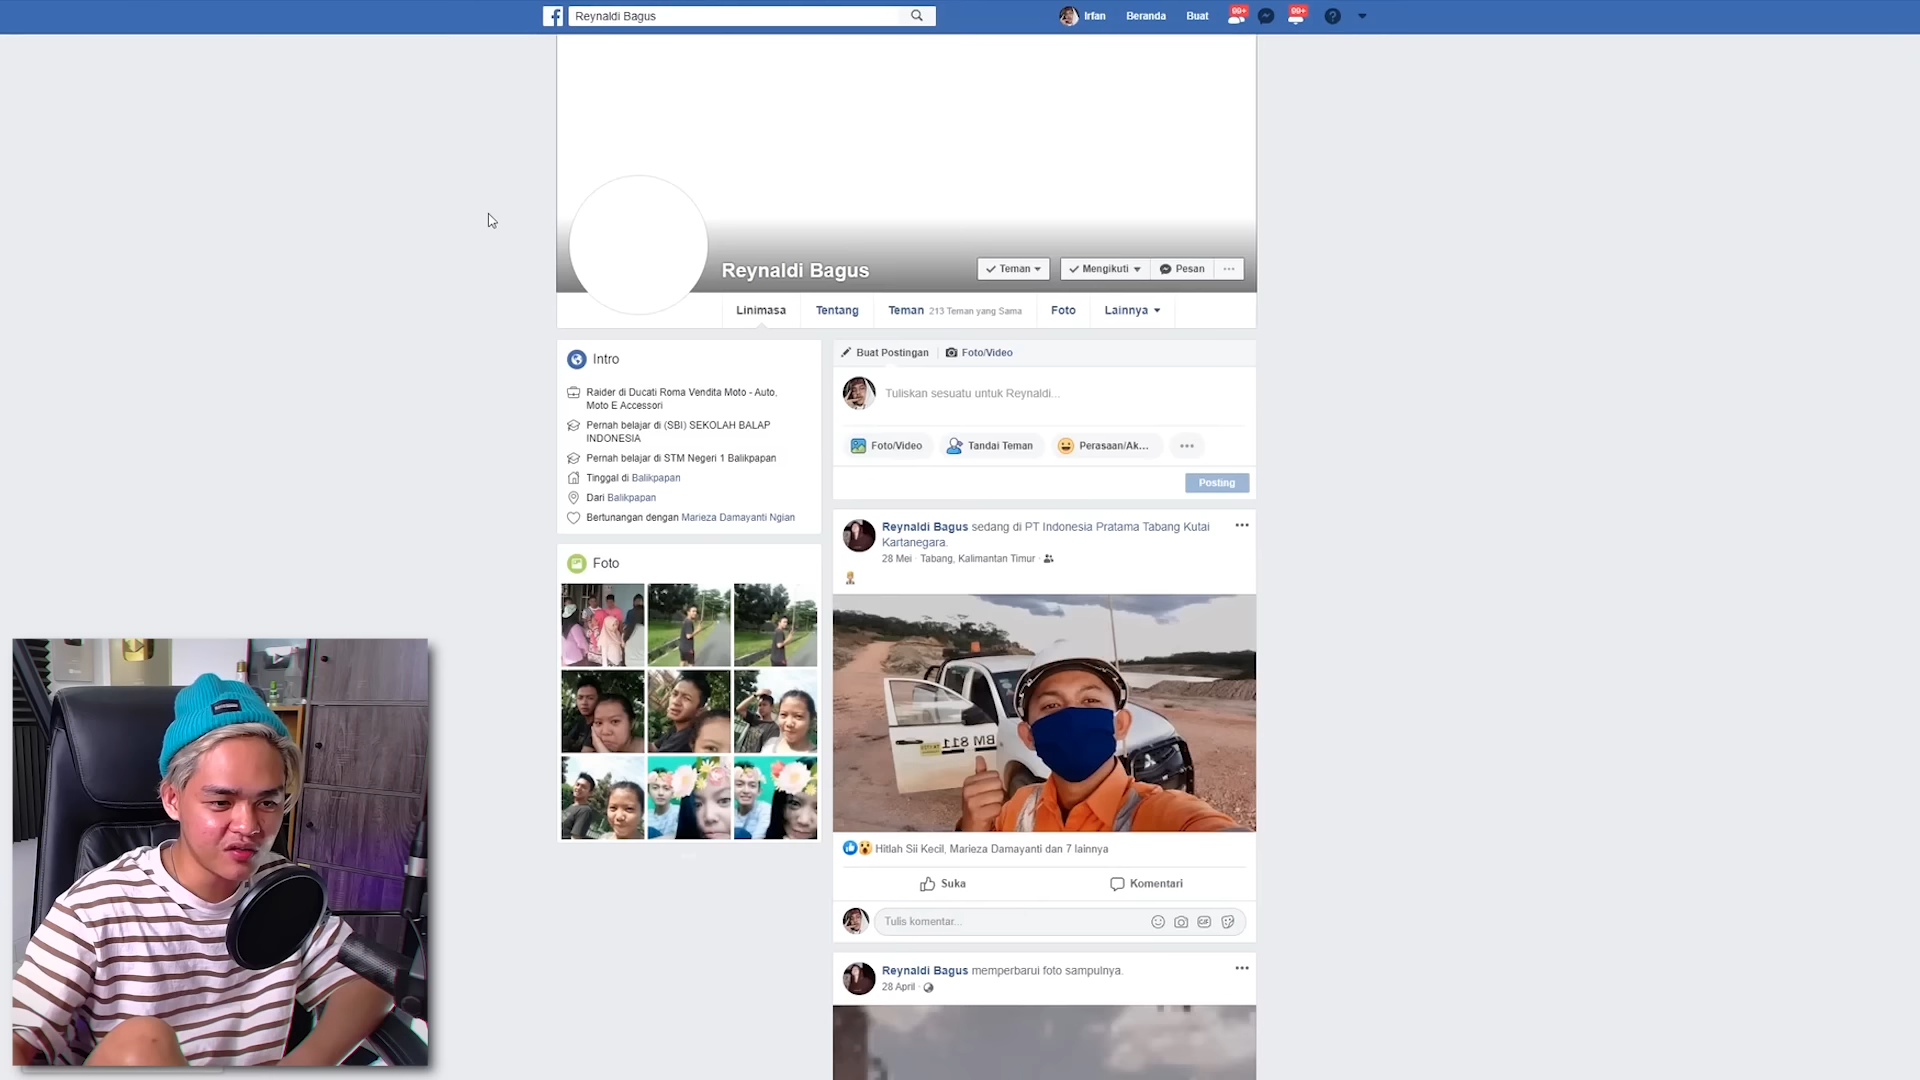 Reynaldi Bagus
Irfan
Beranda
Buat
99+
99+
Reynaldi Bagus
Teman
Mengikuti
Pesan
Linimasa
Tentang
Teman 213 Teman yang Sama
Foto
Lainnya
Intro
Raider di Ducati Roma Vendita Moto - Auto,
Moto E Accessori
Pernah belajar di (SBI) SEKOLAH BALAP
INDONESIA
Pernah belajar di STM Negeri 1 Balikpapan
Tinggal di Balikpapan
Dari Balikpapan
Bertunangan dengan Marieza Damayanti Ngian
Foto
Buat Postingan
Foto/Video
Tuliskan sesuatu untuk Reynaldi...
Foto/Video
Tandai Teman
Perasaan/Ak...
Posting
Reynaldi Bagus sedang di PT Indonesia Pratama Tabang Kutai
Kartanegara.
28 Mei · Tabang, Kalimantan Timur ·
BM 811
Hitlah Sii Kecil, Marieza Damayanti dan 7 lainnya
Suka
Komentari
Tulis komentar...
GIF
Reynaldi Bagus memperbarui foto sampulnya.
28 April ·